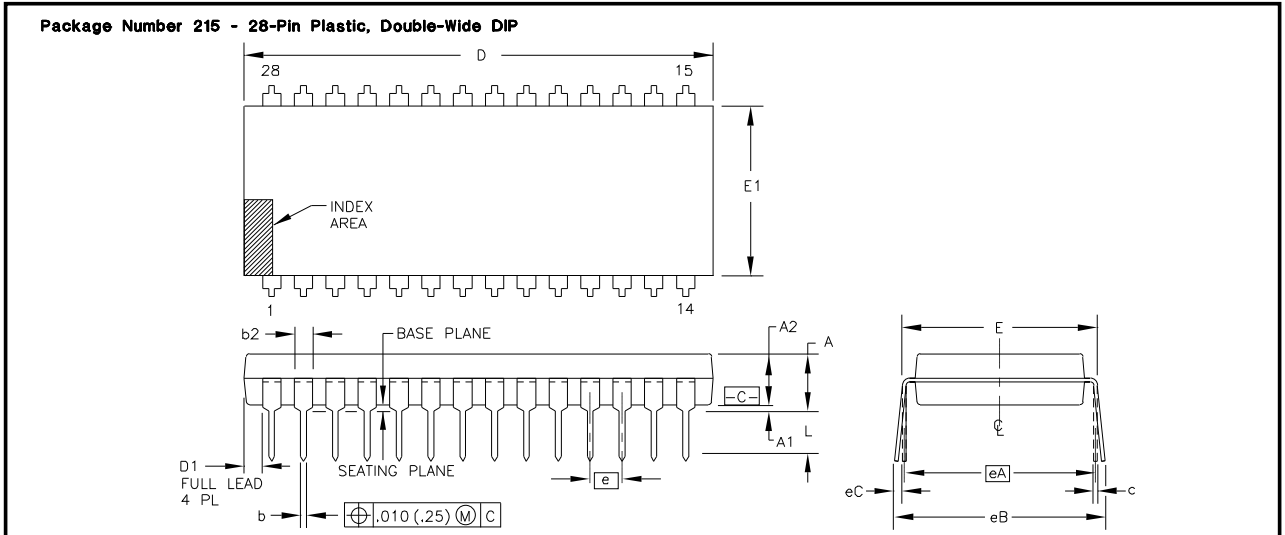 Package Number 215 - 28-Pin Plastic, Double-Wide DIP
D
28
15
E1
INDEX
AREA
1
14
b2
BASE PLANE
A2
A
E
-C-
A1
L
℄
D1
FULL LEAD
4 PL
SEATING PLANE
e
eA
eC
c
b
⌖ .010 (.25) Ⓜ C
eB